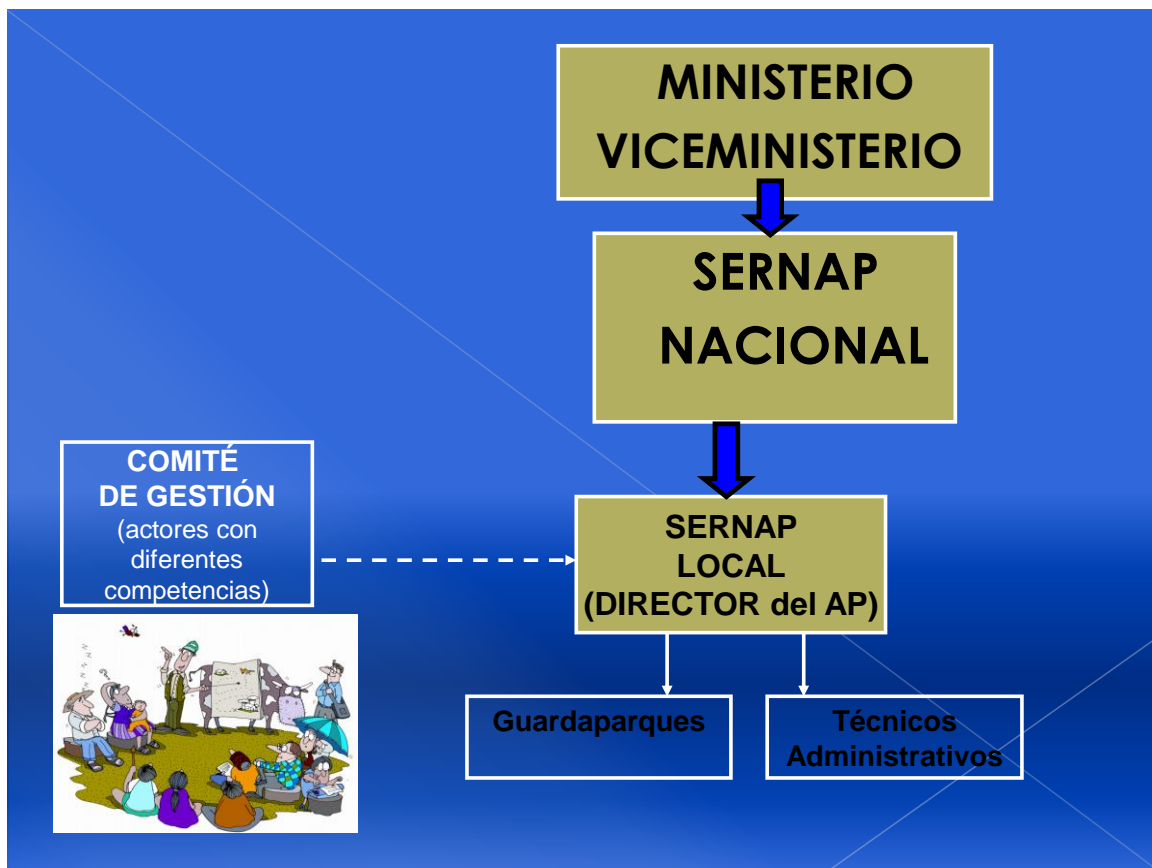 MINISTERIO
VICEMINISTERIO
SERNAP
NACIONAL
COMITÉ
DE GESTIÓN
(actores con
diferentes
competencias)
SERNAP
LOCAL
(DIRECTOR del AP)
Guardaparques
Técnicos
Administrativos